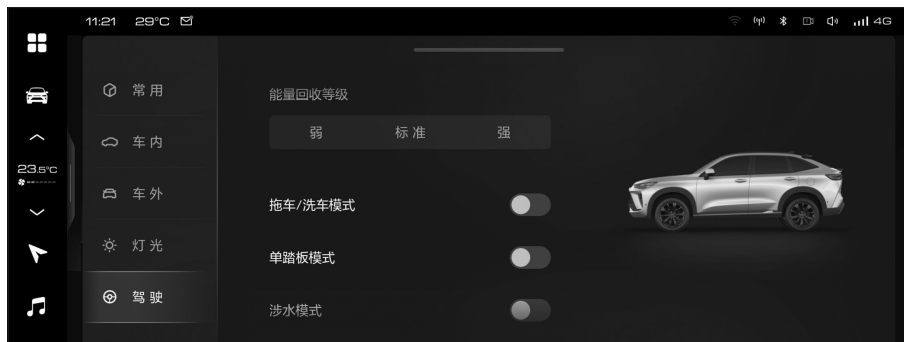 11:21 29°C
4G
常用
能量回收等级
弱 标准 强
车内
23.5°C
车外
拖车/洗车模式
灯光
单踏板模式
驾驶
涉水模式